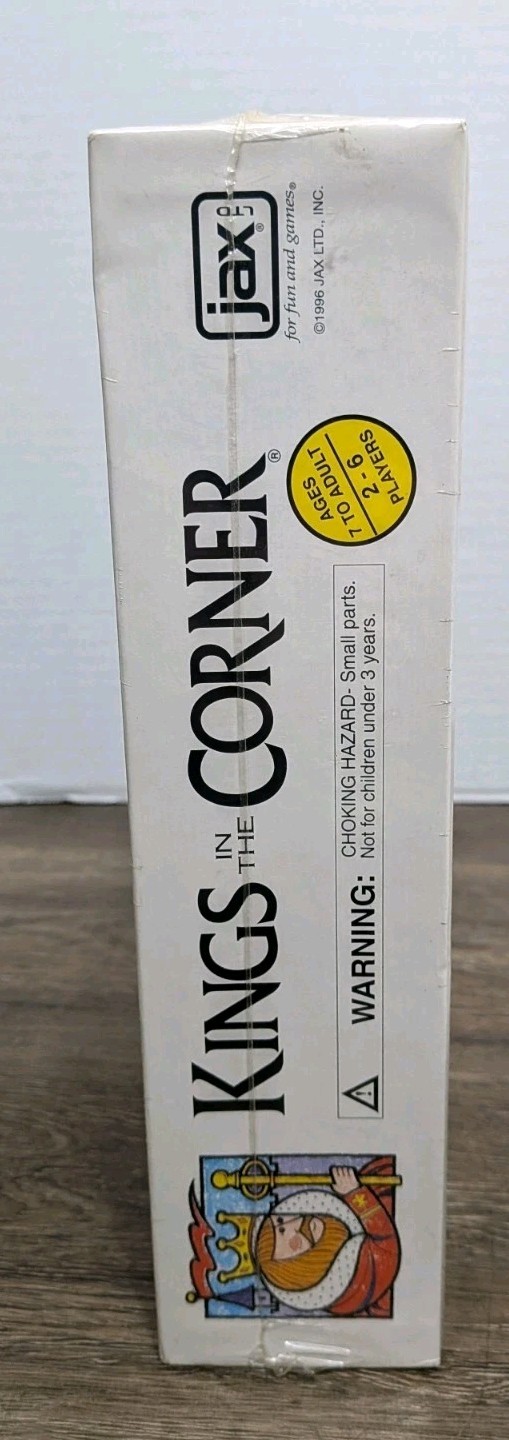 KINGS IN THE CORNER®
⚠ WARNING: CHOKING HAZARD- Small parts.
Not for children under 3 years.
AGES
7 TO ADULT
2 - 6
PLAYERS
jax LTD ®
for fun and games®
©1996 JAX LTD., INC.